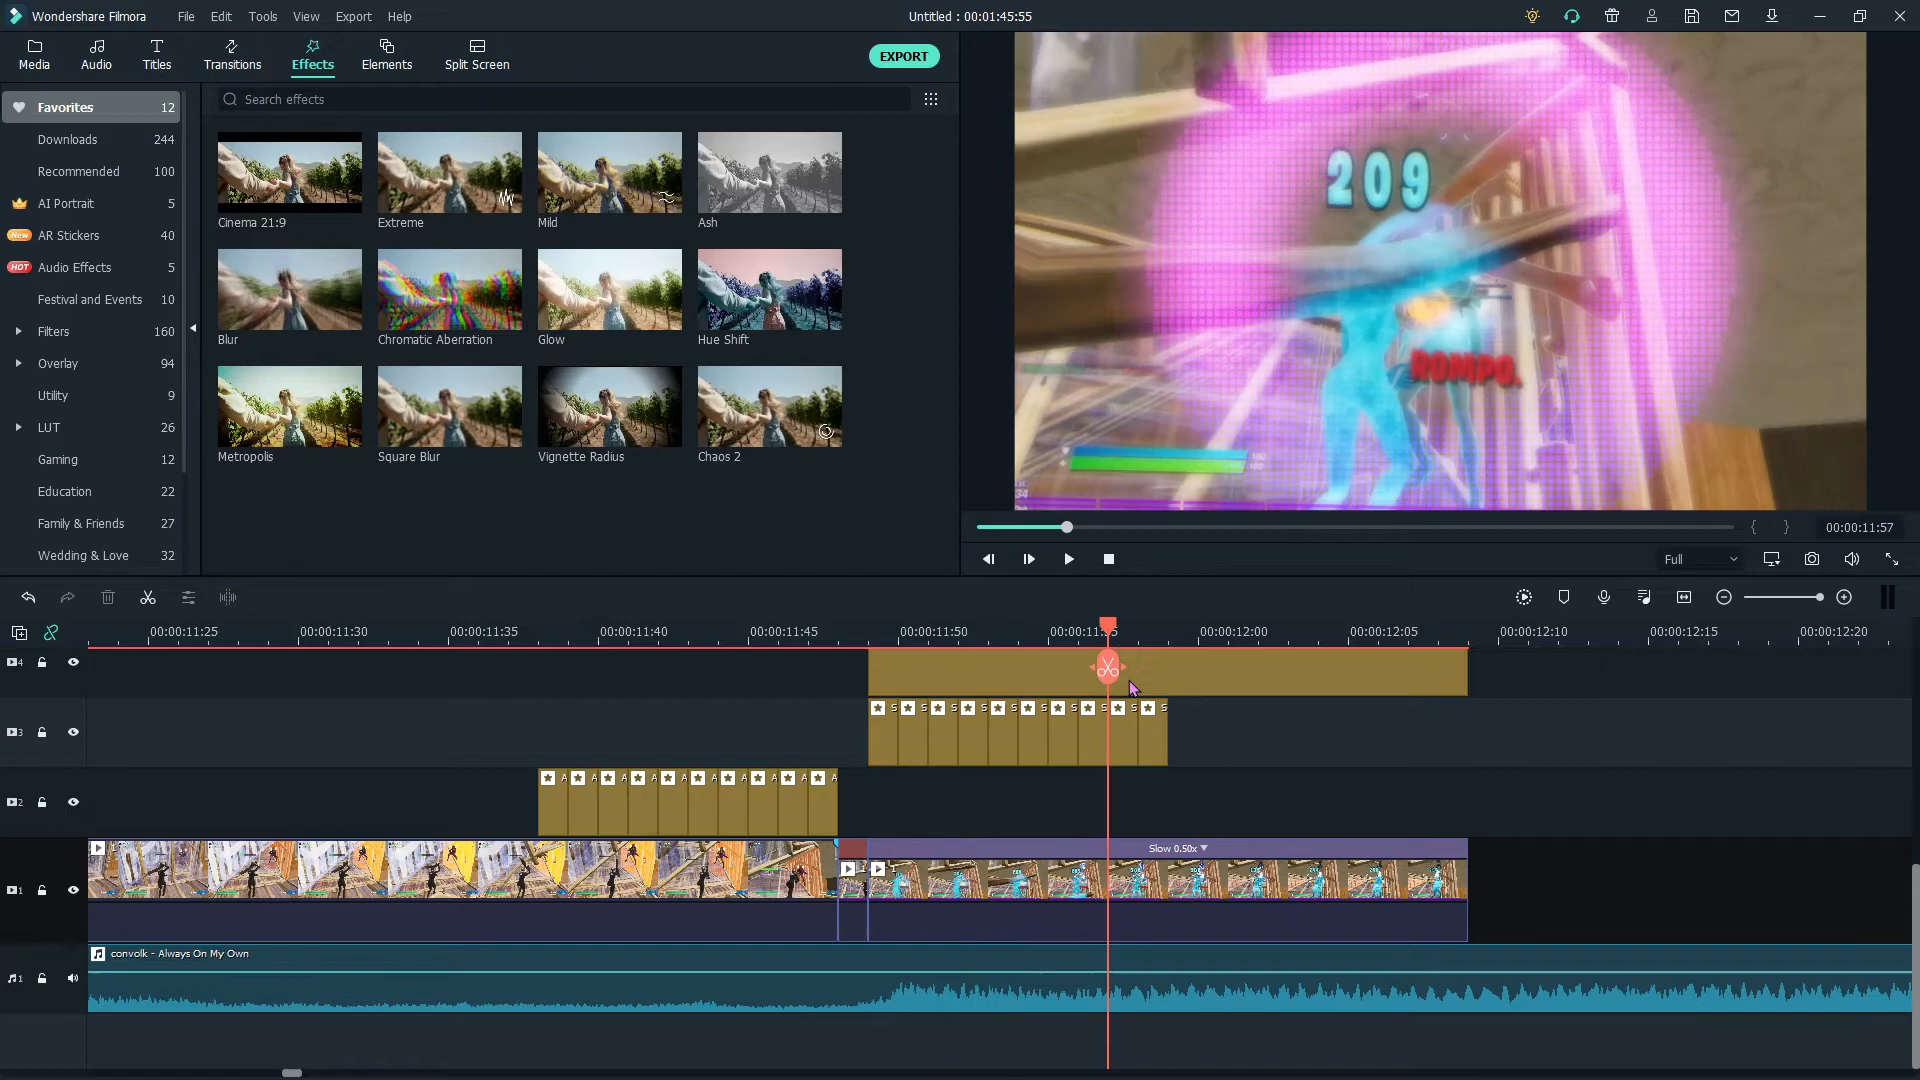 Wondershare Filmora
File Edit Tools View Export Help
Untitled : 00:01:45:55
Media Audio Titles Transitions Effects Elements Split Screen
EXPORT
Search effects
Favorites 12
Downloads 244
Recommended 100
AI Portrait 5
New AR Stickers 40
HOT Audio Effects 5
Festival and Events 10
Filters 160
Overlay 94
Utility 9
LUT 26
Gaming 12
Education 22
Family & Friends 27
Wedding & Love 32
Cinema 21:9 Extreme Mild Ash
Blur Chromatic Aberration Glow Hue Shift
Metropolis Square Blur Vignette Radius Chaos 2
209
ROMPO.
{ } 00:00:11:57
Full
00:00:11:25 00:00:11:30 00:00:11:35 00:00:11:40 00:00:11:45 00:00:11:50 00:00:12:00 00:00:12:05 00:00:12:10 00:00:12:15 00:00:12:20
4
3
S S S S S S S S S S
2
A A A A A A A A A A
1
Slow 0.50x
convolk - Always On My Own
1